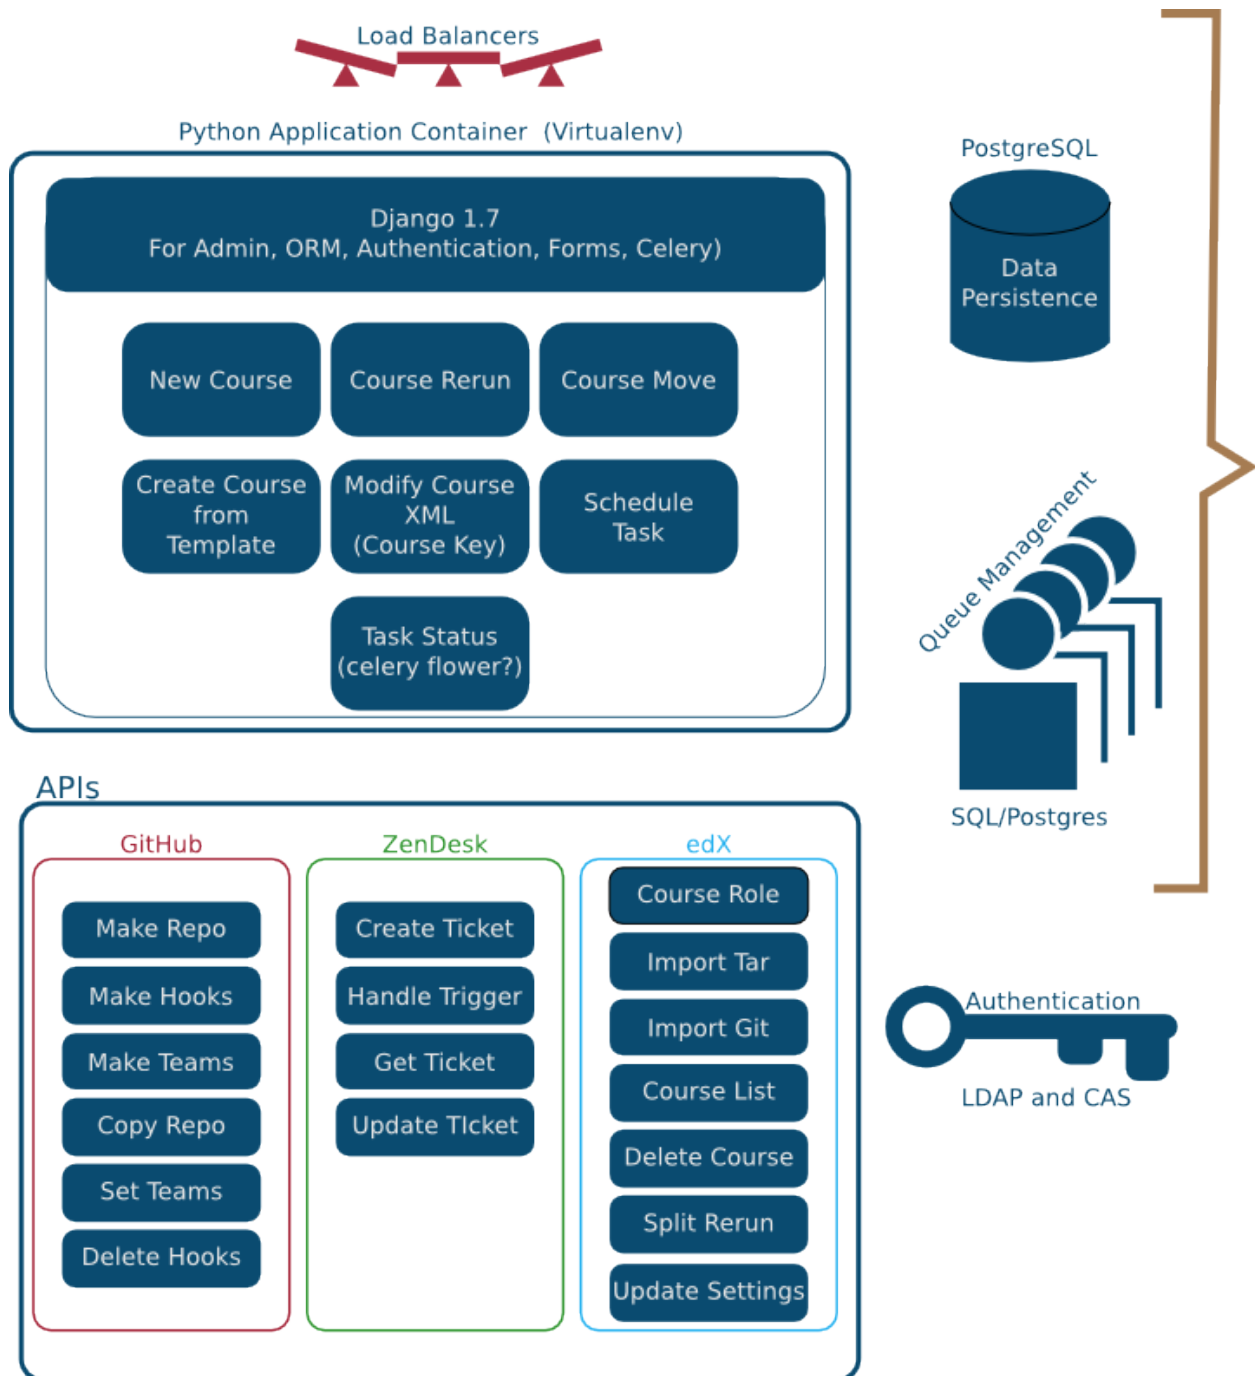 Load Balancers
Python Application Container  (Virtualenv)
Django 1.7
For Admin, ORM, Authentication, Forms, Celery)
New Course
Course Rerun
Course Move
Create Course
from
Template
Modify Course
XML
(Course Key)
Schedule
Task
Task Status
(celery flower?)
PostgreSQL
Data
Persistence
Queue Management
SQL/Postgres
APIs
GitHub
Make Repo
Make Hooks
Make Teams
Copy Repo
Set Teams
Delete Hooks
ZenDesk
Create Ticket
Handle Trigger
Get Ticket
Update TIcket
edX
Course Role
Import Tar
Import Git
Course List
Delete Course
Split Rerun
Update Settings
Authentication
LDAP and CAS